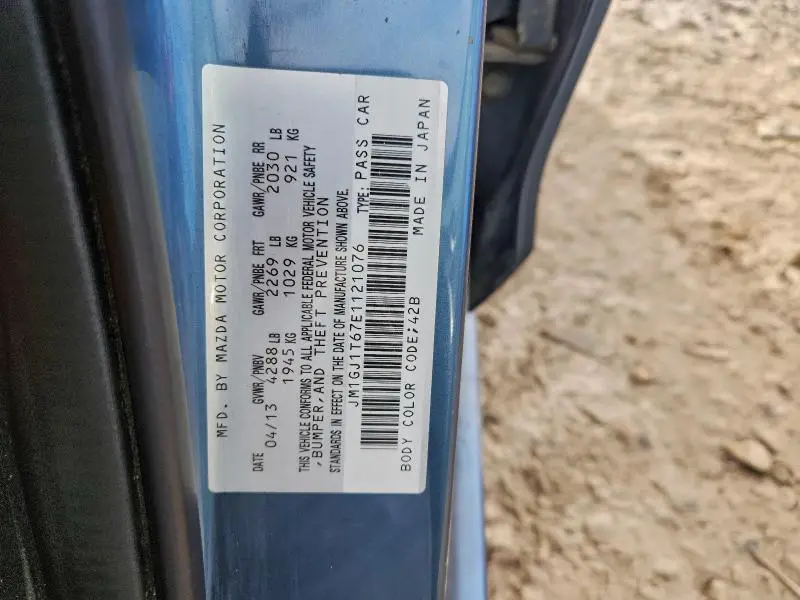 MFD. BY MAZDA MOTOR CORPORATION
DATE GVWR/PNBV GAWR/PNBE FRT GAWR/PNBE RR
04/13 4288 LB 2269 LB 2030 LB
1945 KG 1029 KG 921 KG
THIS VEHICLE CONFORMS TO ALL APPLICABLE FEDERAL MOTOR VEHICLE SAFETY
,BUMPER,AND THEFT PREVENTION
STANDARDS IN EFFECT ON THE DATE OF MANUFACTURE SHOWN ABOVE.
JM1GJ1T67E1121076 TYPE: PASS CAR
BODY COLOR CODE;42B MADE IN JAPAN